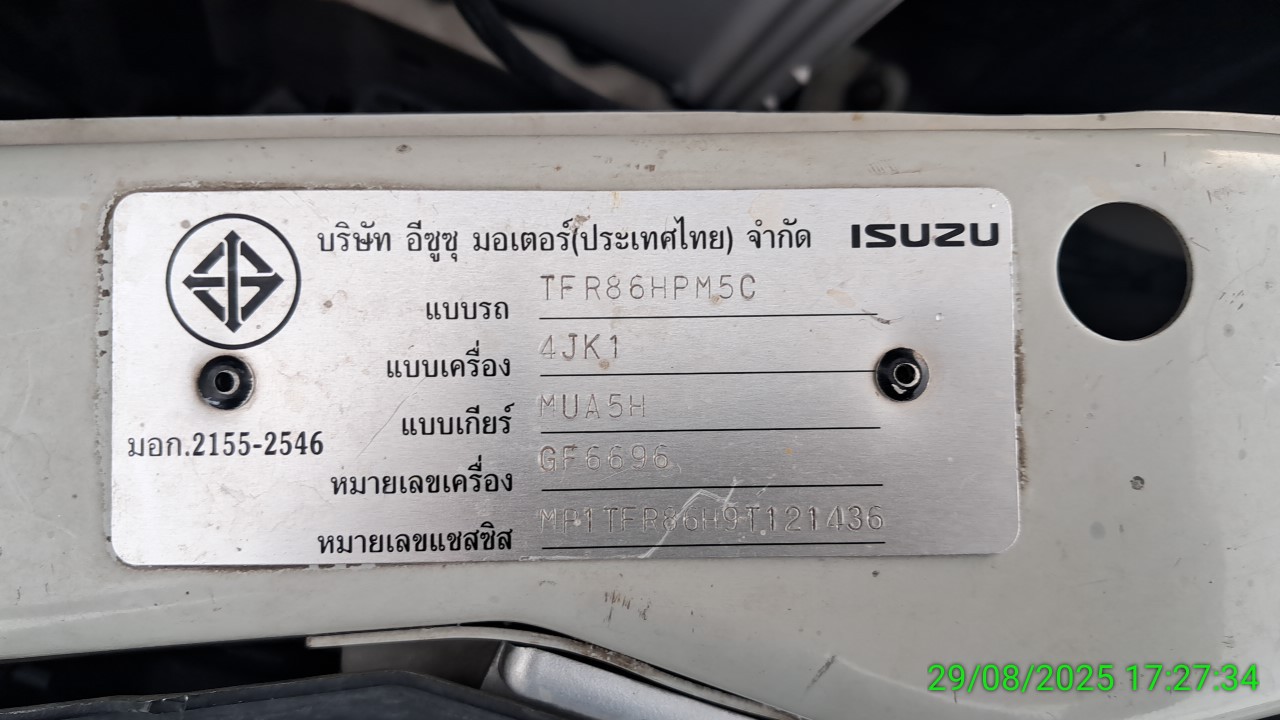 บริษัท อีซูซุ มอเตอร์(ประเทศไทย) จำกัด ISUZU
แบบรถ TFR86HPM5C
แบบเครื่อง 4JK1
แบบเกียร์ MUA5H
มอก.2155-2546
หมายเลขเครื่อง GF6696
หมายเลขแชสซิส MP1TFR86H9T121436
29/08/2025 17:27:34